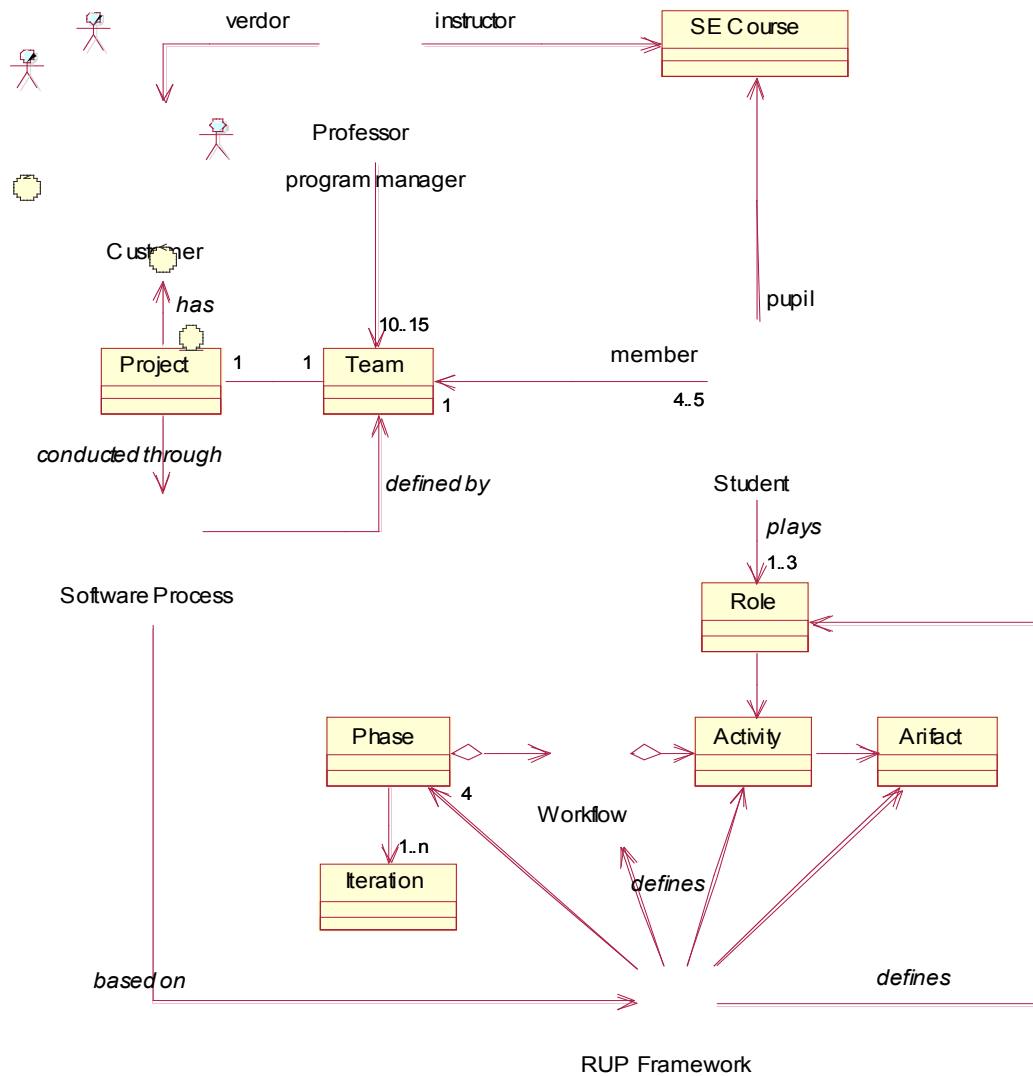 verdor
instructor
SE Course
Professor
program manager
Customer
has
pupil
10..15
Project
1
1
Team
member
1
4..5
conducted through
defined by
Student
plays
1..3
Software Process
Role
Phase
Activity
Arifact
4
Workflow
1..n
Iteration
defines
based on
defines
RUP Framework